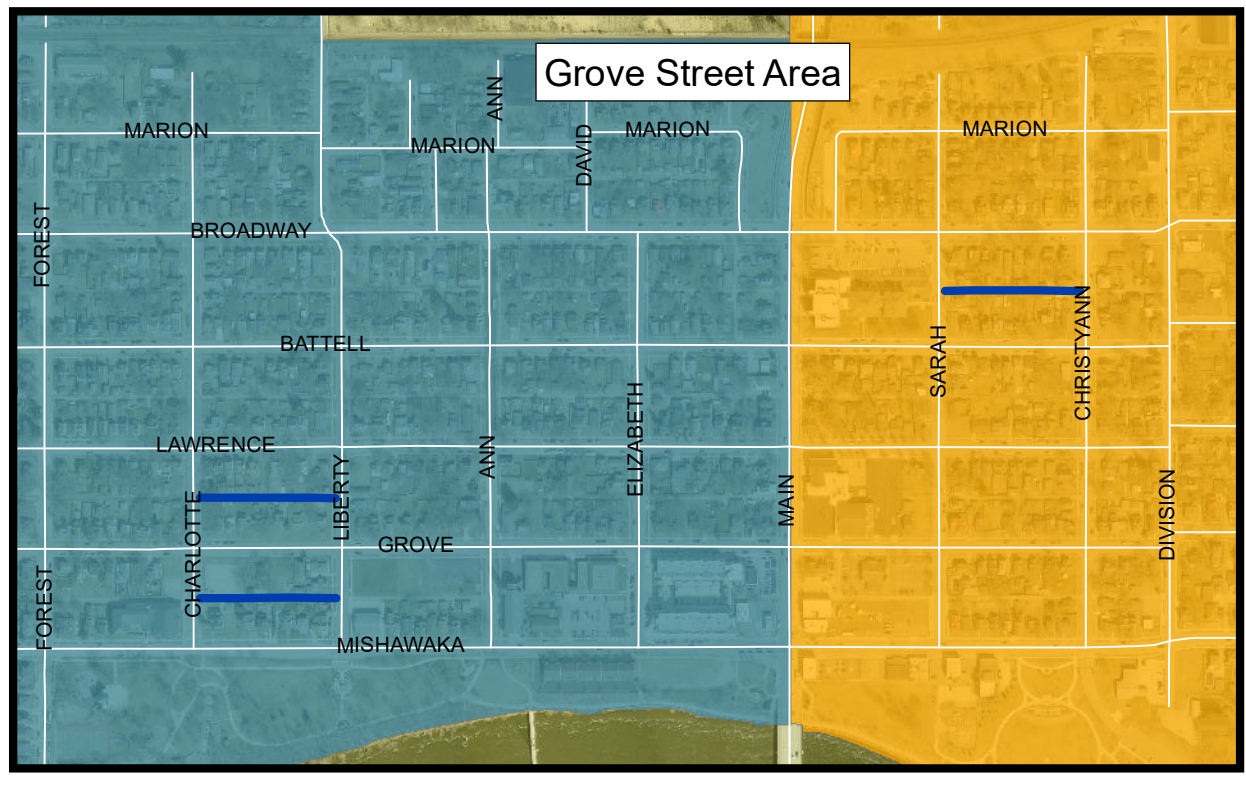 Grove Street Area
ANN
MARION
MARION
MARION
MARION
DAVID
FOREST
BROADWAY
BATTELL
SARAH
CHRISTYANN
LAWRENCE
ANN
ELIZABETH
LIBERTY
MAIN
DIVISION
CHARLOTTE
GROVE
FOREST
MISHAWAKA